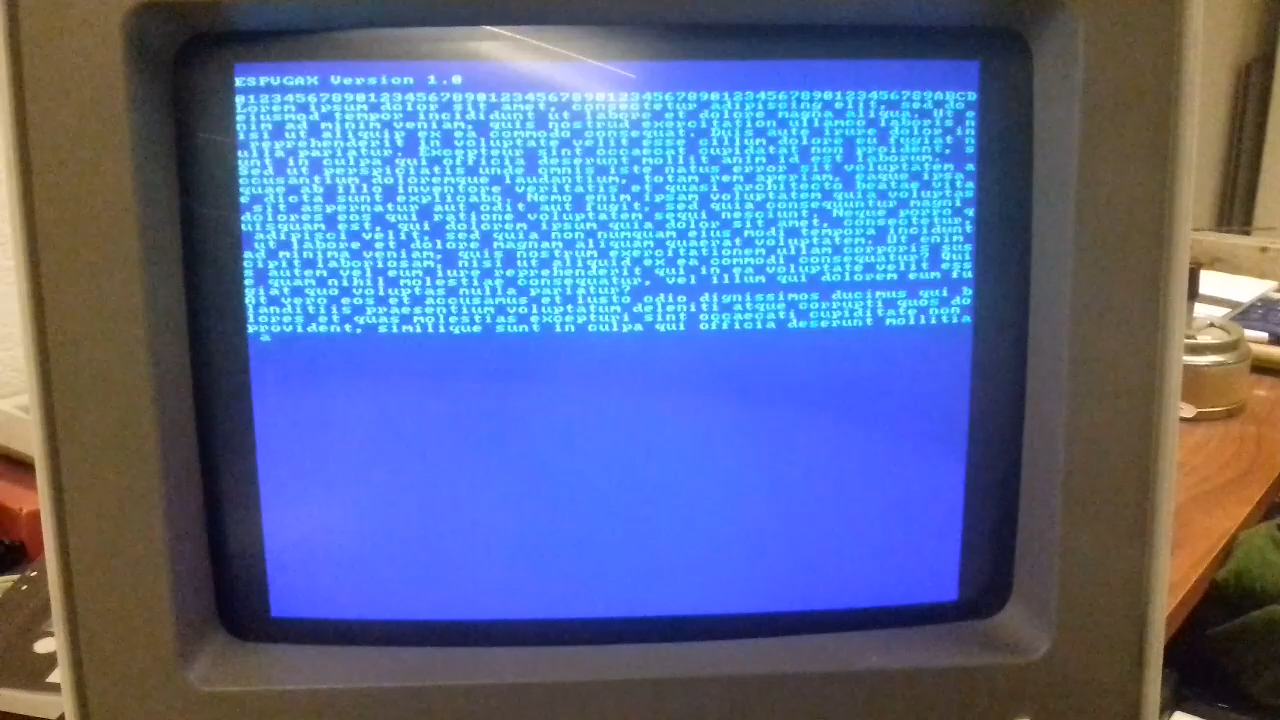 ESPVGAX Version 1.0
012345678901234567890123456789012345678901234567890123456789ABCD
Lorem ipsum dolor sit amet, consectetur adipiscing elit, sed do
eiusmod tempor incididunt ut labore et dolore magna aliqua. Ut e
nim ad minim veniam, quis nostrud exercitation ullamco laboris n
isi ut aliquip ex ea commodo consequat. Duis aute irure dolor in
reprehenderit in voluptate velit esse cillum dolore eu fugiat n
ulla pariatur. Excepteur sint occaecat cupidatat non proident, s
unt in culpa qui officia deserunt mollit anim id est laborum.
Sed ut perspiciatis unde omnis iste natus error sit voluptatem a
ccusantium doloremque laudantium, totam rem aperiam, eaque ipsa
quae ab illo inventore veritatis et quasi architecto beatae vita
e dicta sunt explicabo. Nemo enim ipsam voluptatem quia voluptas
sit aspernatur aut odit aut fugit, sed quia consequuntur magni
dolores eos qui ratione voluptatem sequi nesciunt. Neque porro q
uisquam est, qui dolorem ipsum quia dolor sit amet, consectetur,
adipisci velit, sed quia non numquam eius modi tempora incidunt
ut labore et dolore magnam aliquam quaerat voluptatem. Ut enim
ad minima veniam, quis nostrum exercitationem ullam corporis sus
cipit laboriosam, nisi ut aliquid ex ea commodi consequatur? Qui
s autem vel eum iure reprehenderit qui in ea voluptate velit ess
e quam nihil molestiae consequatur, vel illum qui dolorem eum fu
giat quo voluptas nulla pariatur?
At vero eos et accusamus et iusto odio dignissimos ducimus qui b
landitiis praesentium voluptatum deleniti atque corrupti quos do
lores et quas molestias excepturi sint occaecati cupiditate non
provident, similique sunt in culpa qui officia deserunt mollitia
a